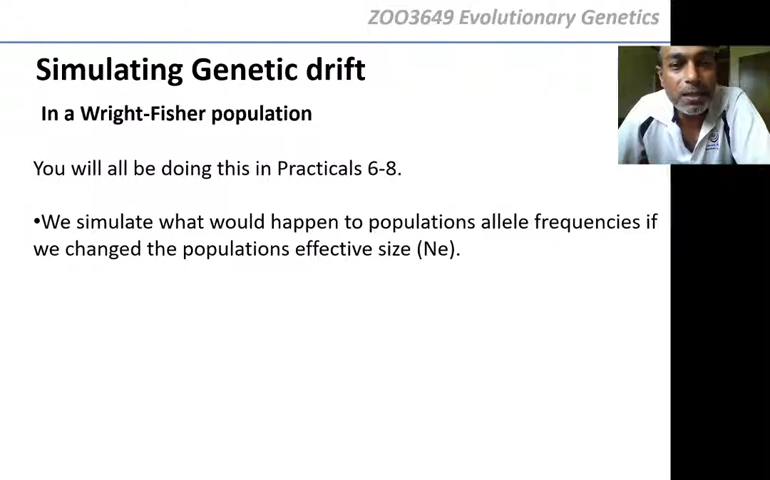 ZOO3649 Evolutionary Genetics
Simulating Genetic drift
In a Wright-Fisher population
You will all be doing this in Practicals 6-8.
•We simulate what would happen to populations allele frequencies if
we changed the populations effective size (Ne).